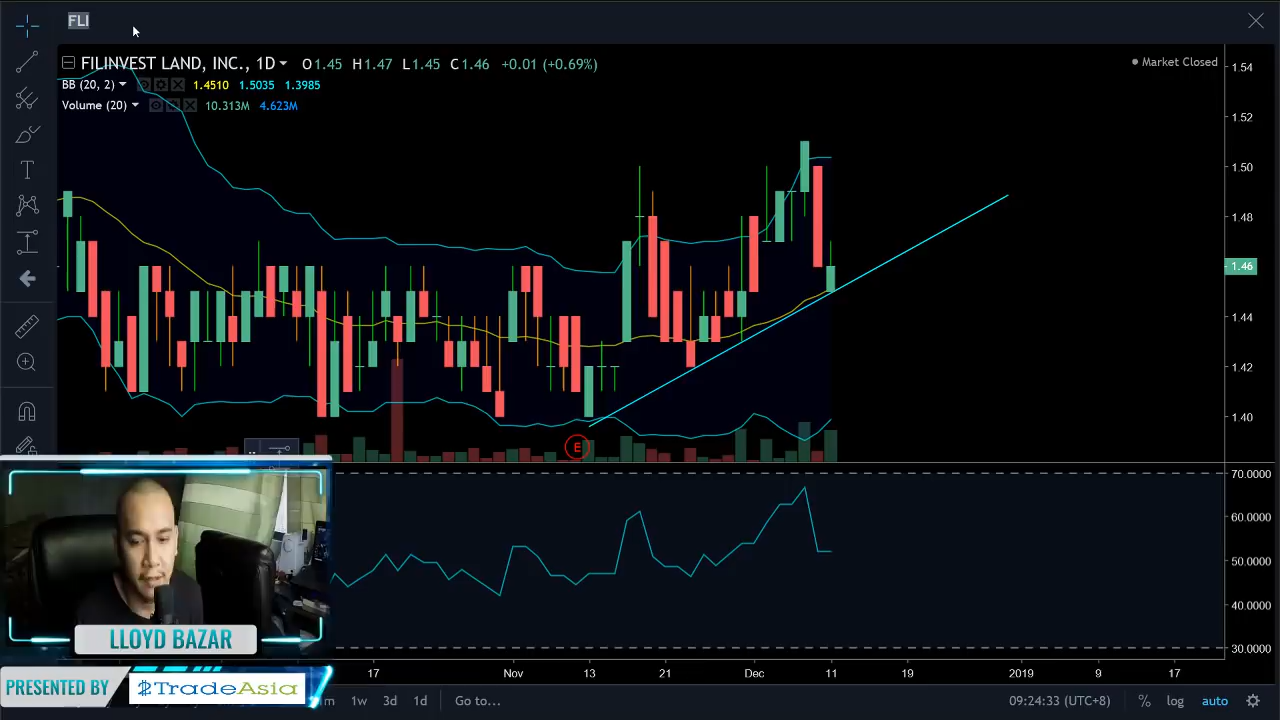 FLI
FILINVEST LAND, INC., 1D O1.45 H1.47 L1.45 C1.46 +0.01 (+0.69%)
Market Closed
BB (20, 2) 1.4510 1.5035 1.3985
Volume (20) 10.313M 4.623M
1.54
1.52
1.50
1.48
1.46
1.44
1.42
1.40
E
70.0000
60.0000
50.0000
40.0000
30.0000
LLOYD BAZAR
17 Nov 13 21 Dec 11 19 2019 9 17
PRESENTED BY TradeAsia
1w 3d 1d Go to... 09:24:33 (UTC+8) % log auto